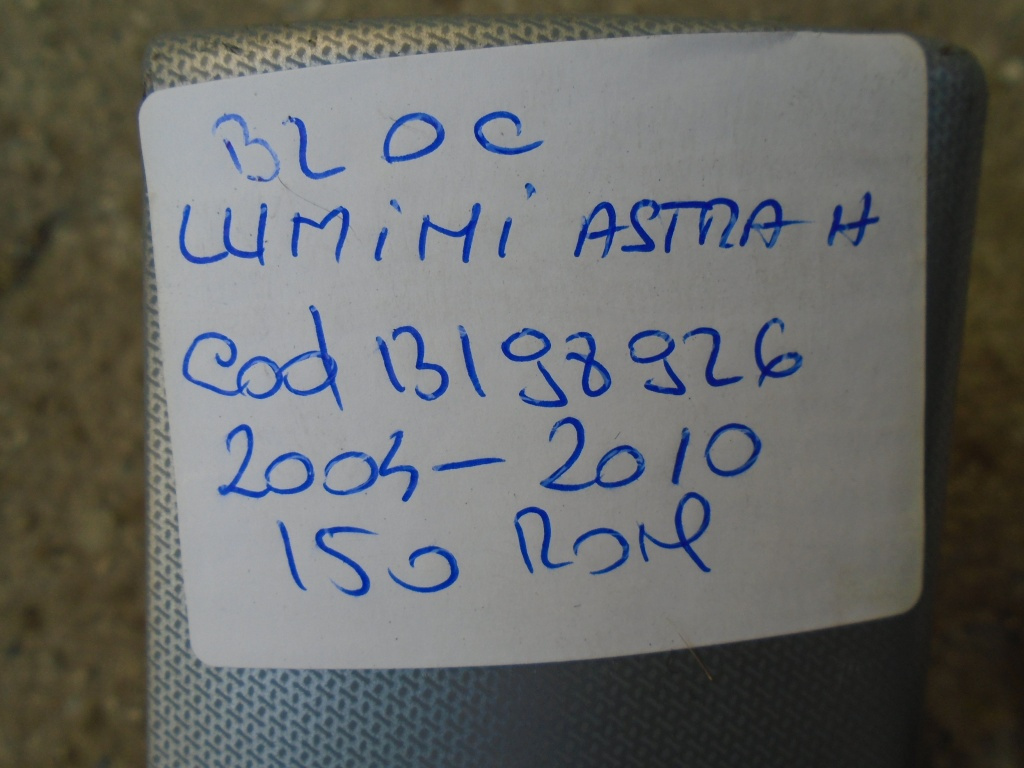 BLOC
LUMINI ASTRA H
Cod 13198926
2004-2010
150 RON